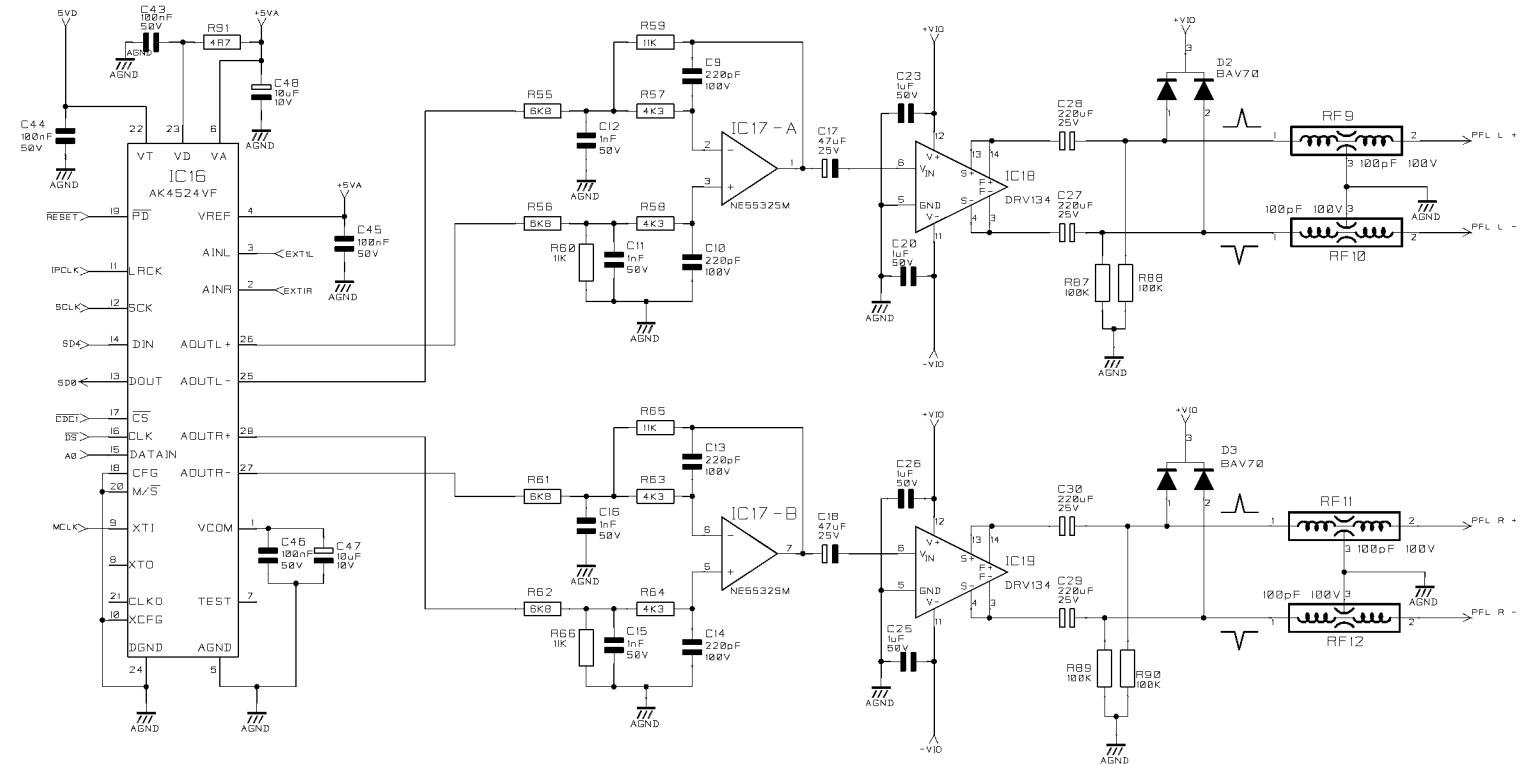 5VD
C43
100nF
50V
AGND
AGND
R91
4R7
+5VA
C48
10uF
10V
AGND
C44
100nF
50V
AGND
22
23
6
VT
VD
VA
IC16
AK4524VF
RESET
19
PD
VREF
4
+5VA
C45
100nF
50V
AGND
AINL
3
EXT1L
IPCLK
11
LRCK
AINR
2
EXT1R
SCLK
12
SCK
SD4
14
DIN
AOUTL+
26
SD0
13
DOUT
AOUTL-
25
CDC1
17
CS
DS
16
CLK
AOUTR+
28
A0
15
DATAIN
18
CFG
AOUTR-
27
20
M/S
MCLK
9
XTI
VCOM
1
C46
100nF
50V
C47
10uF
10V
8
XTO
21
CLKO
TEST
7
10
XCFG
DGND
AGND
24
5
AGND
AGND
R59
11K
C9
220pF
100V
R55
6K8
R57
4K3
C12
1nF
50V
AGND
IC17-A
2
-
3
+
1
NE5532SM
R56
6K8
R58
4K3
R60
11K
C11
1nF
50V
C10
220pF
100V
AGND
C17
47uF
25V
+VIO
C23
1uF
50V
12
V+
6
VIN
5
GND
V-
11
S+
F+
F-
S-
13
14
4
3
IC18
DRV134
C20
1uF
50V
AGND
-VIO
C28
220uF
25V
C27
220uF
25V
R87
100K
R88
100K
AGND
+VIO
3
D2
BAV70
1
2
1
RF9
2
PFL L +
3
100pF 100V
AGND
100pF 100V
3
1
2
RF10
PFL L -
R65
11K
C13
220pF
100V
R61
6K8
R63
4K3
C16
1nF
50V
AGND
IC17-B
6
-
5
+
7
NE5532SM
R62
6K8
R64
4K3
R66
11K
C15
1nF
50V
C14
220pF
100V
AGND
C18
47uF
25V
+VIO
C26
1uF
50V
12
V+
6
VIN
5
GND
V-
11
S+
F+
F-
S-
13
14
4
3
IC19
DRV134
C25
1uF
50V
AGND
-VIO
C30
220uF
25V
C29
220uF
25V
R89
100K
R90
100K
AGND
+VIO
3
D3
BAV70
1
2
1
RF11
2
PFL R +
3
100pF 100V
AGND
100pF 100V
3
1
2
RF12
PFL R -